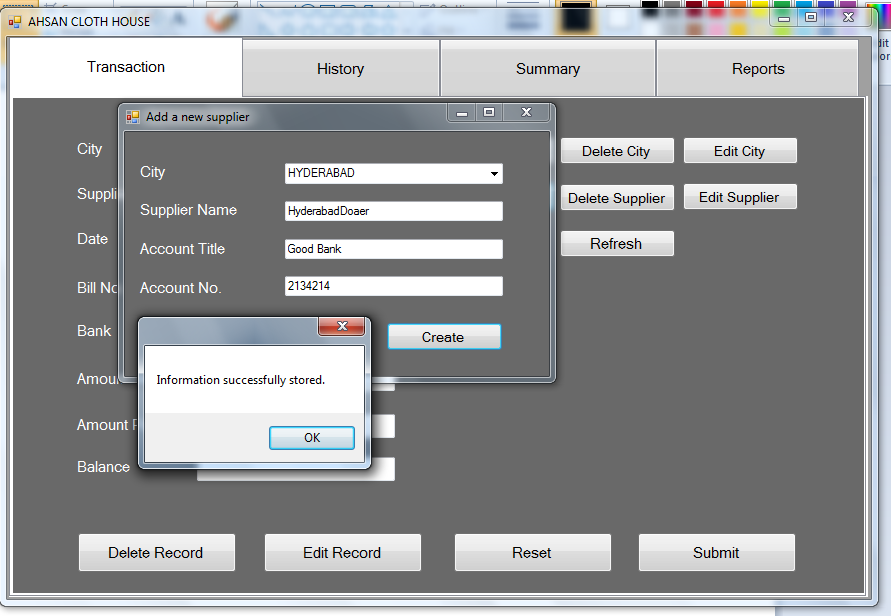 AHSAN CLOTH HOUSE
Transaction
History
Summary
Reports
Add a new supplier
City
Suppli
Date
Bill No
Bank
Amou
Amount
Balance
City
HYDERABAD
Supplier Name
HyderabadDoaer
Account Title
Good Bank
Account No.
2134214
Create
Information successfully stored.
OK
Delete City
Edit City
Delete Supplier
Edit Supplier
Refresh
Delete Record
Edit Record
Reset
Submit